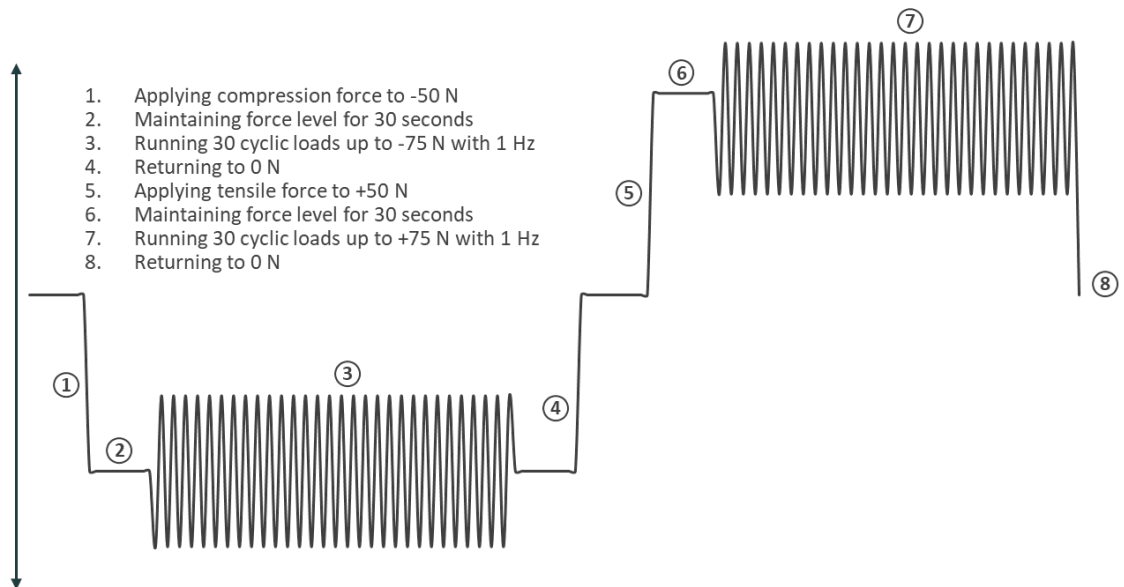 1. Applying compression force to -50 N
2. Maintaining force level for 30 seconds
3. Running 30 cyclic loads up to -75 N with 1 Hz
4. Returning to 0 N
5. Applying tensile force to +50 N
6. Maintaining force level for 30 seconds
7. Running 30 cyclic loads up to +75 N with 1 Hz
8. Returning to 0 N
1
2
3
4
5
6
7
8